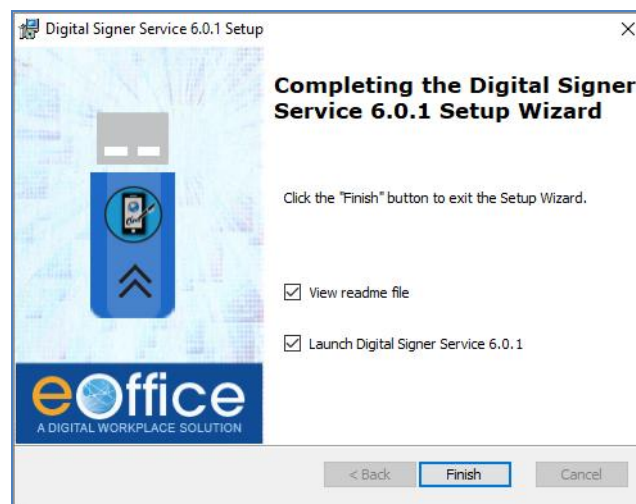 Digital Signer Service 6.0.1 Setup
Completing the Digital Signer
Service 6.0.1 Setup Wizard
Click the "Finish" button to exit the Setup Wizard.
View readme file
Launch Digital Signer Service 6.0.1
eOffice
A DIGITAL WORKPLACE SOLUTION
< Back
Finish
Cancel